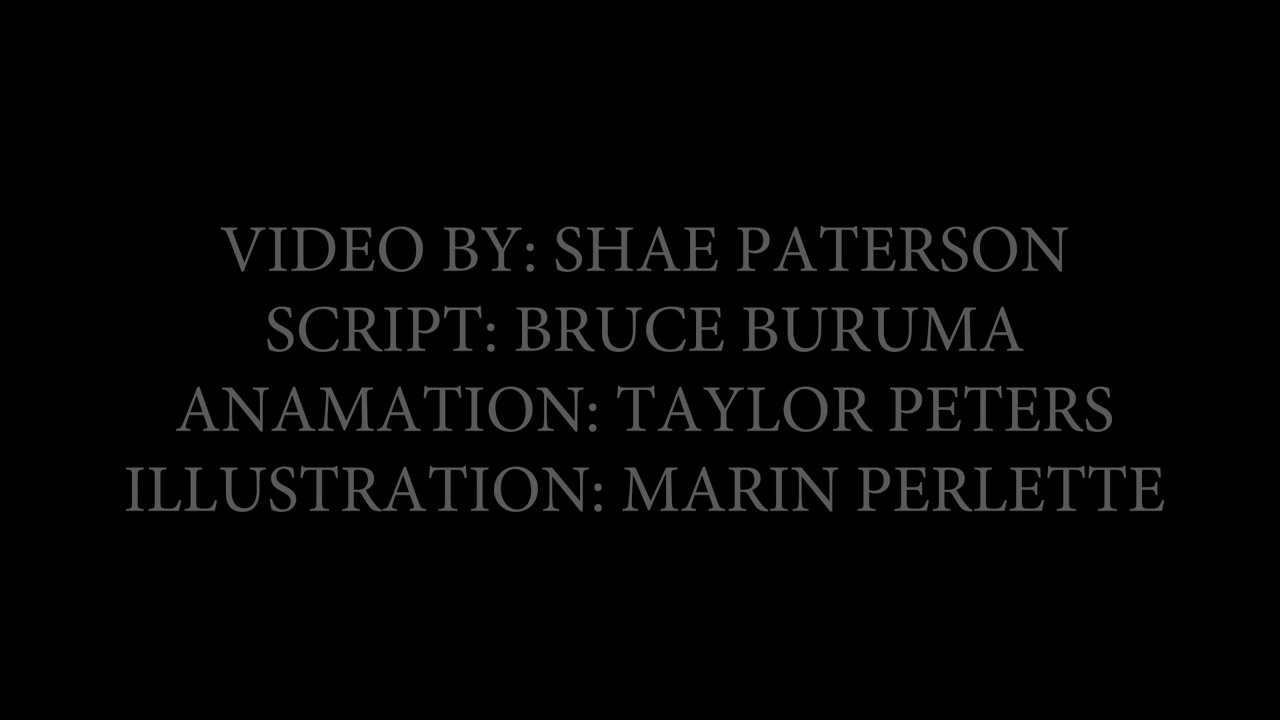 VIDEO BY: SHAE PATERSON
SCRIPT: BRUCE BURUMA
ANAMATION: TAYLOR PETERS
ILLUSTRATION: MARIN PERLETTE